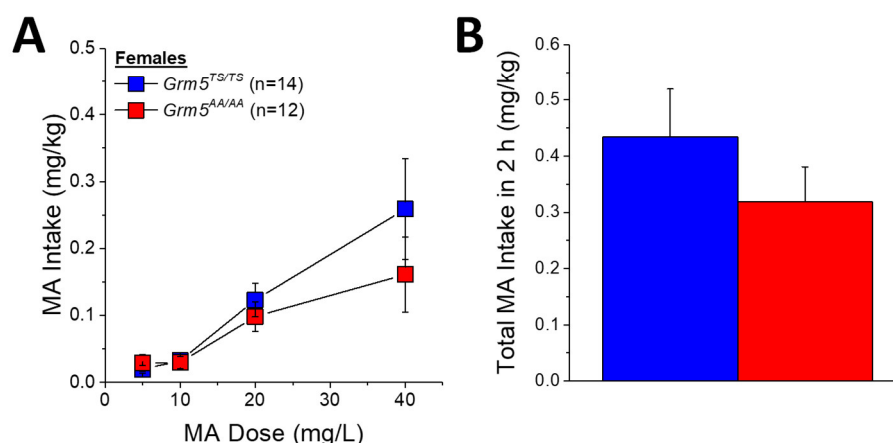 A
Females
Grm5TS/TS (n=14)
Grm5AA/AA (n=12)
MA Intake (mg/kg)
0.5
0.4
0.3
0.2
0.1
0.0
0 10 20 30 40
MA Dose (mg/L)
B
Total MA Intake in 2 h (mg/kg)
0.6
0.5
0.4
0.3
0.2
0.1
0.0